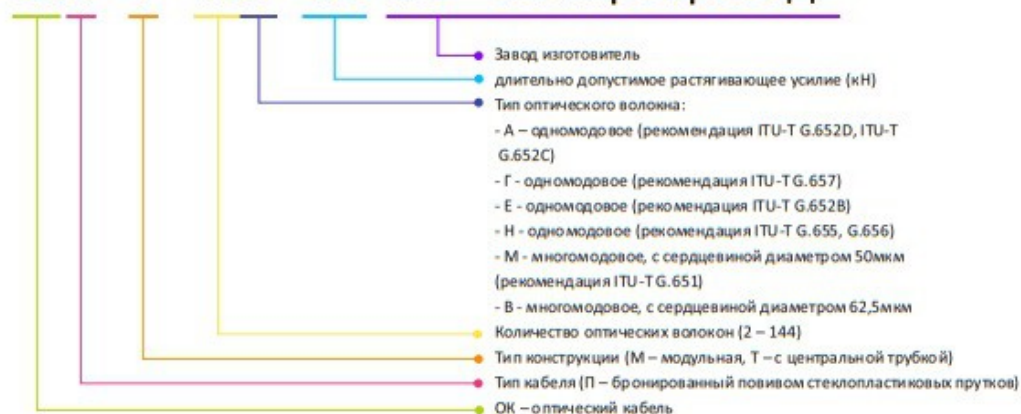 Завод изготовитель
длительно допустимое растягивающее усилие (кН)
Тип оптического волокна:
- А – одномодовое (рекомендация ITU-T G.652D, ITU-T
G.652C)
- Г - одномодовое (рекомендация ITU-T G.657)
- Е - одномодовое (рекомендация ITU-T G.652B)
- Н - одномодовое (рекомендация ITU-T G.655, G.656)
- М - многомодовое, с сердцевиной диаметром 50мкм
(рекомендация ITU-T G.651)
- В - многомодовое, с сердцевиной диаметром 62,5мкм
Количество оптических волокон (2 – 144)
Тип конструкции (М – модульная, Т – с центральной трубкой)
Тип кабеля (П – бронированный повивом стеклопластиковых прутков)
ОК – оптический кабель